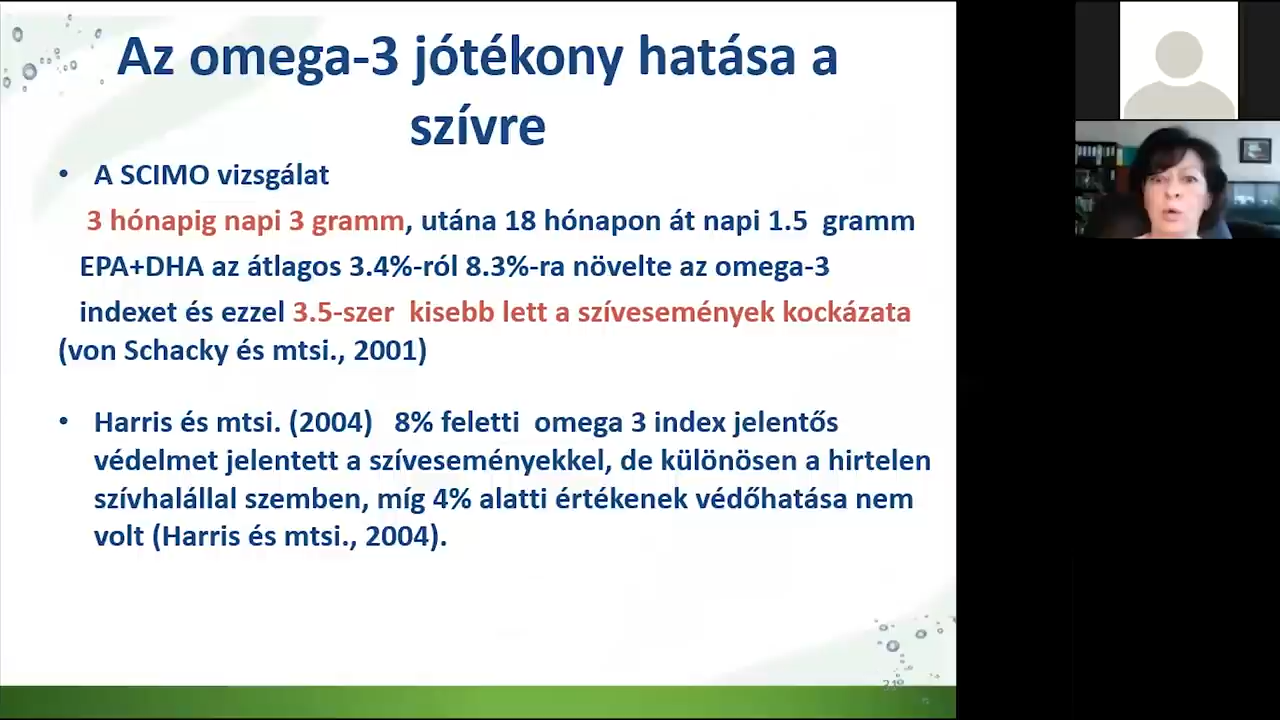 Az omega-3 jótékony hatása a
szívre
• A SCIMO vizsgálat
3 hónapig napi 3 gramm, utána 18 hónapon át napi 1.5 gramm
EPA+DHA az átlagos 3.4%-ról 8.3%-ra növelte az omega-3
indexet és ezzel 3.5-szer kisebb lett a szívesemények kockázata
(von Schacky és mtsi., 2001)
• Harris és mtsi. (2004) 8% feletti omega 3 index jelentős
védelmet jelentett a szíveseményekkel, de különösen a hirtelen
szívhalállal szemben, míg 4% alatti értékenek védőhatása nem
volt (Harris és mtsi., 2004).